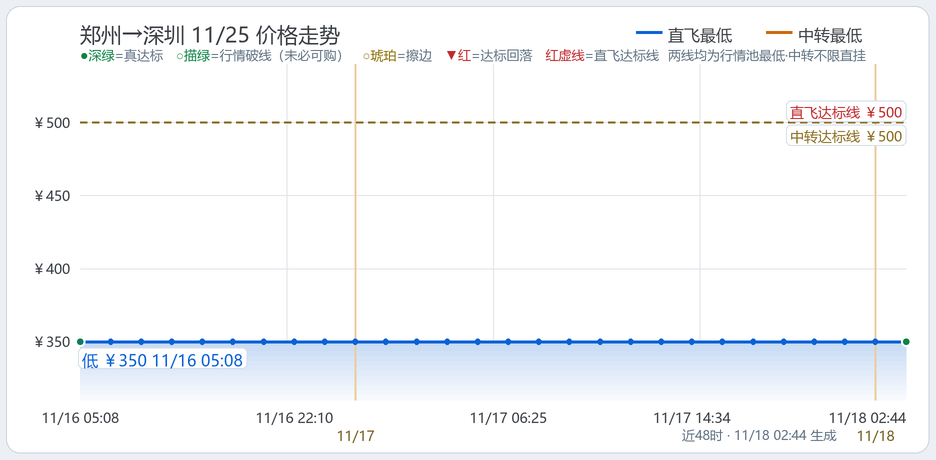 郑州→深圳 11/25 价格走势
直飞最低 中转最低
●深绿=真达标 ○描绿=行情破线（未必可购） ○琥珀=擦边 ▼红=达标回落 红虚线=直飞达标线 两线均为行情池最低·中转不限直挂
直飞达标线 ￥500
￥500
中转达标线 ￥500
￥450
￥400
￥350
低 ￥350 11/16 05:08
11/16 05:08 11/16 22:10 11/17 06:25 11/17 14:34 11/18 02:44
11/17 近48时 · 11/18 02:44 生成 11/18